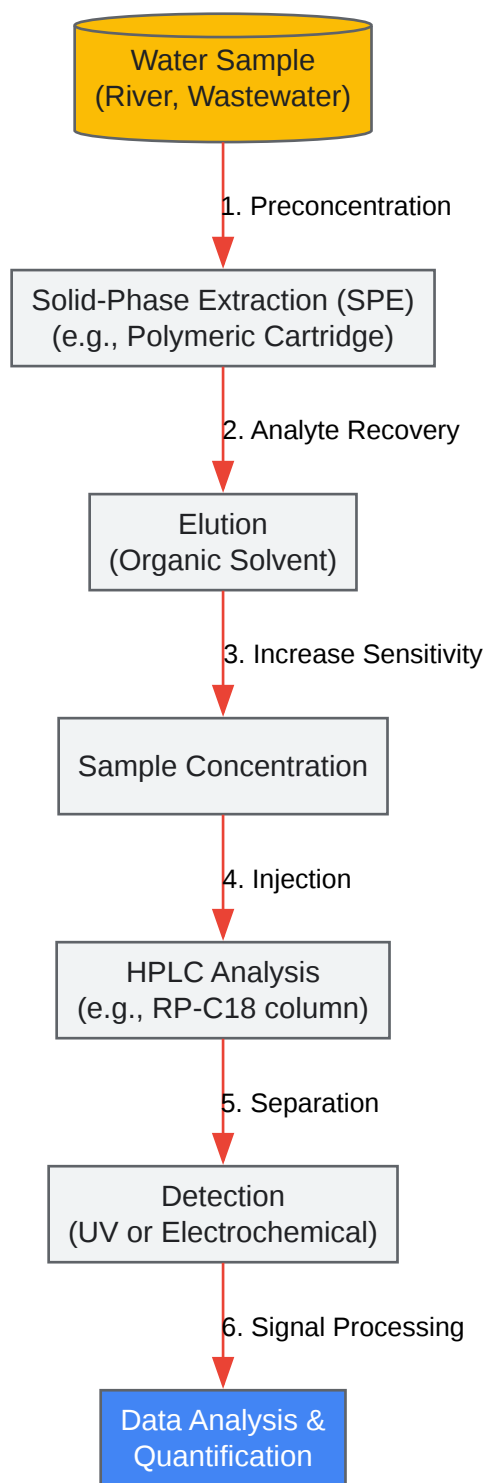 Water Sample
(River, Wastewater)
1. Preconcentration
Solid-Phase Extraction (SPE)
(e.g., Polymeric Cartridge)
2. Analyte Recovery
Elution
(Organic Solvent)
3. Increase Sensitivity
Sample Concentration
4. Injection
HPLC Analysis
(e.g., RP-C18 column)
5. Separation
Detection
(UV or Electrochemical)
6. Signal Processing
Data Analysis &
Quantification